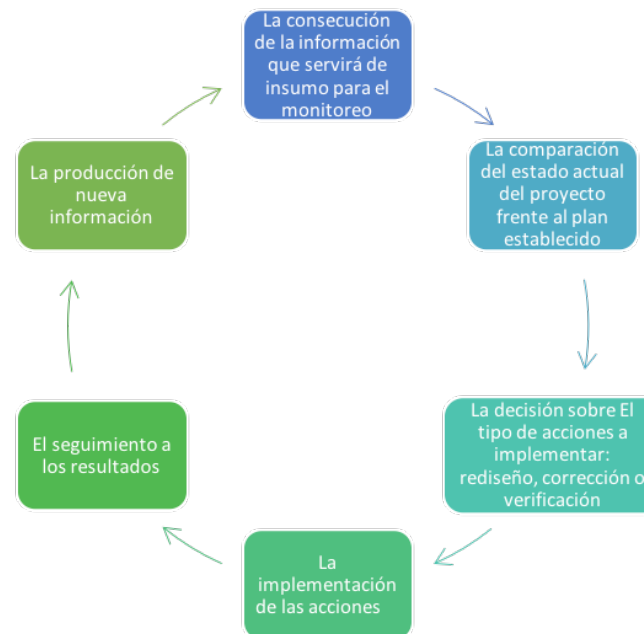 La consecución
de la información
que servirá de
insumo para el
monitoreo
La comparación
del estado actual
del proyecto
frente al plan
establecido
La decisión sobre El
tipo de acciones a
implementar:
rediseño, corrección o
verificación
La
implementación
de las acciones
El seguimiento a
los resultados
La producción de
nueva
información